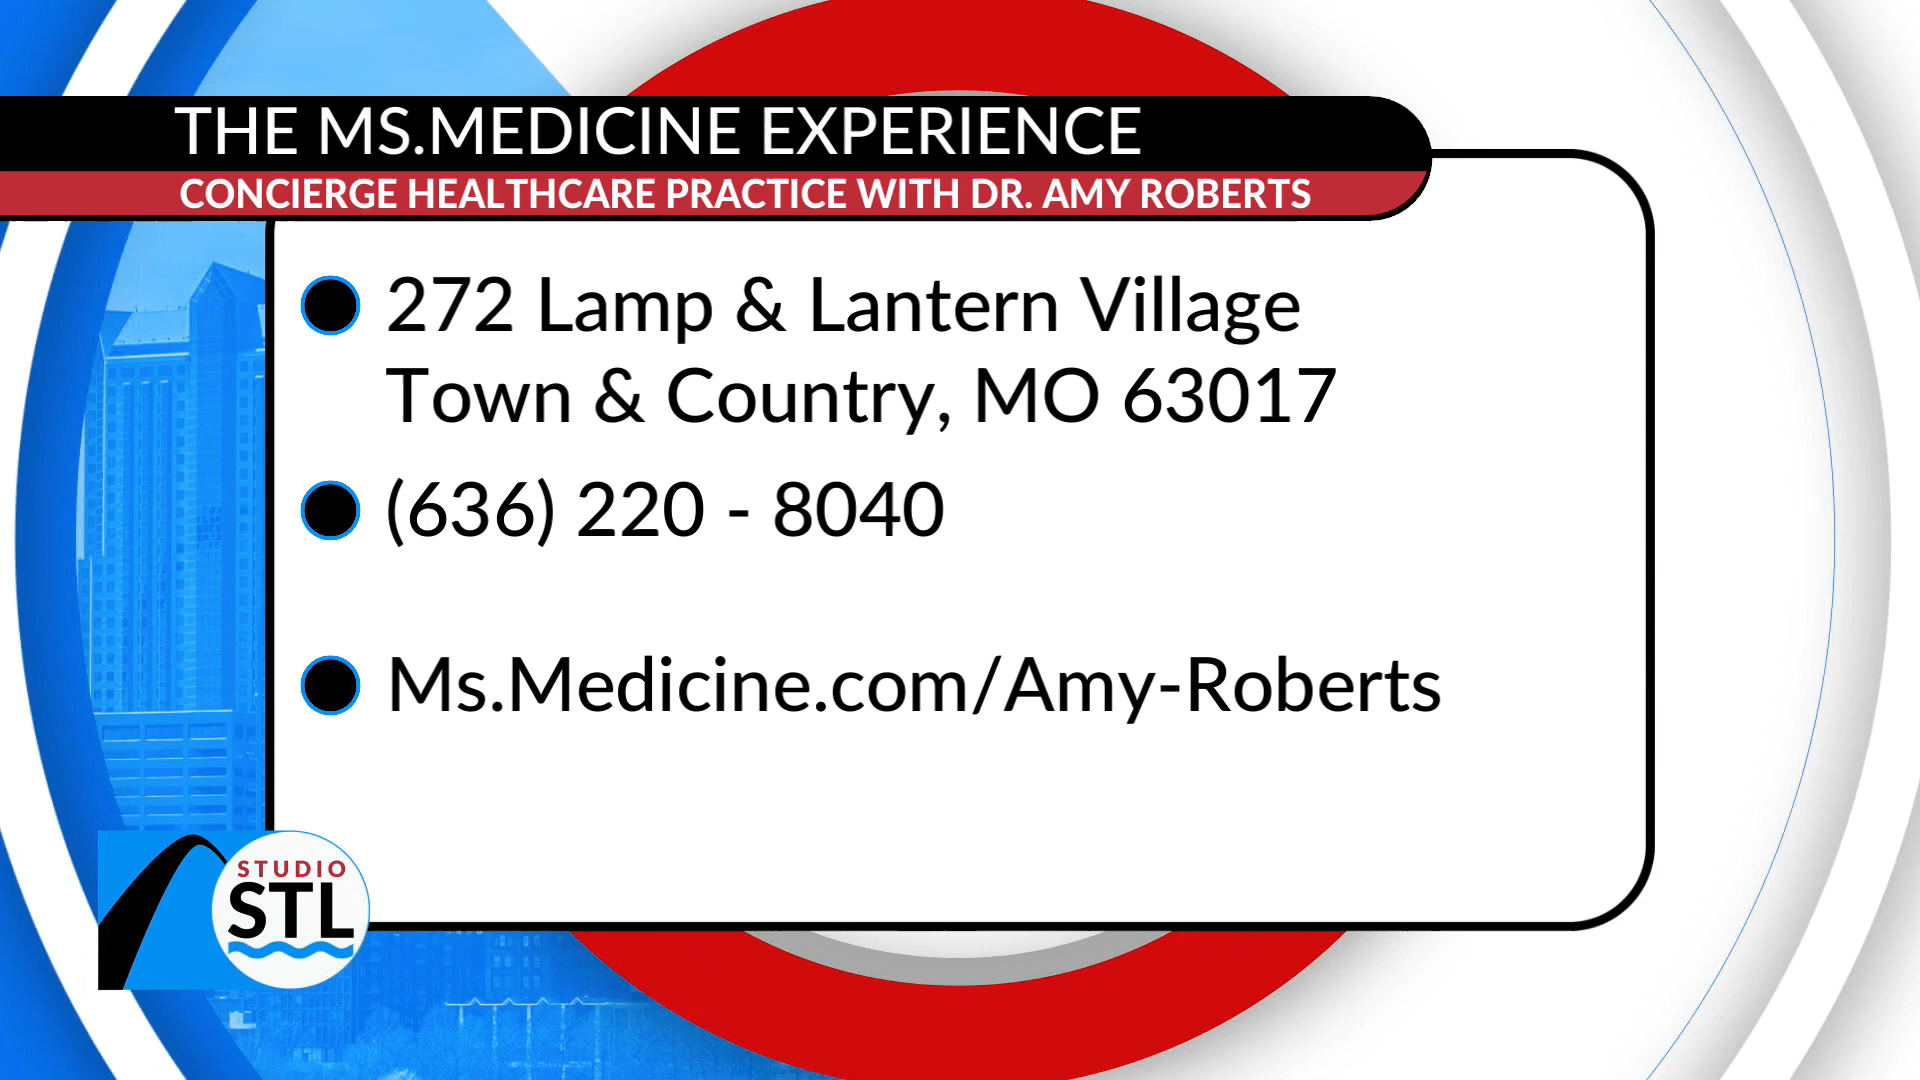 THE MS.MEDICINE EXPERIENCE
CONCIERGE HEALTHCARE PRACTICE WITH DR. AMY ROBERTS
272 Lamp & Lantern Village
Town & Country, MO 63017
(636) 220 - 8040
Ms.Medicine.com/Amy-Roberts
STUDIO
STL